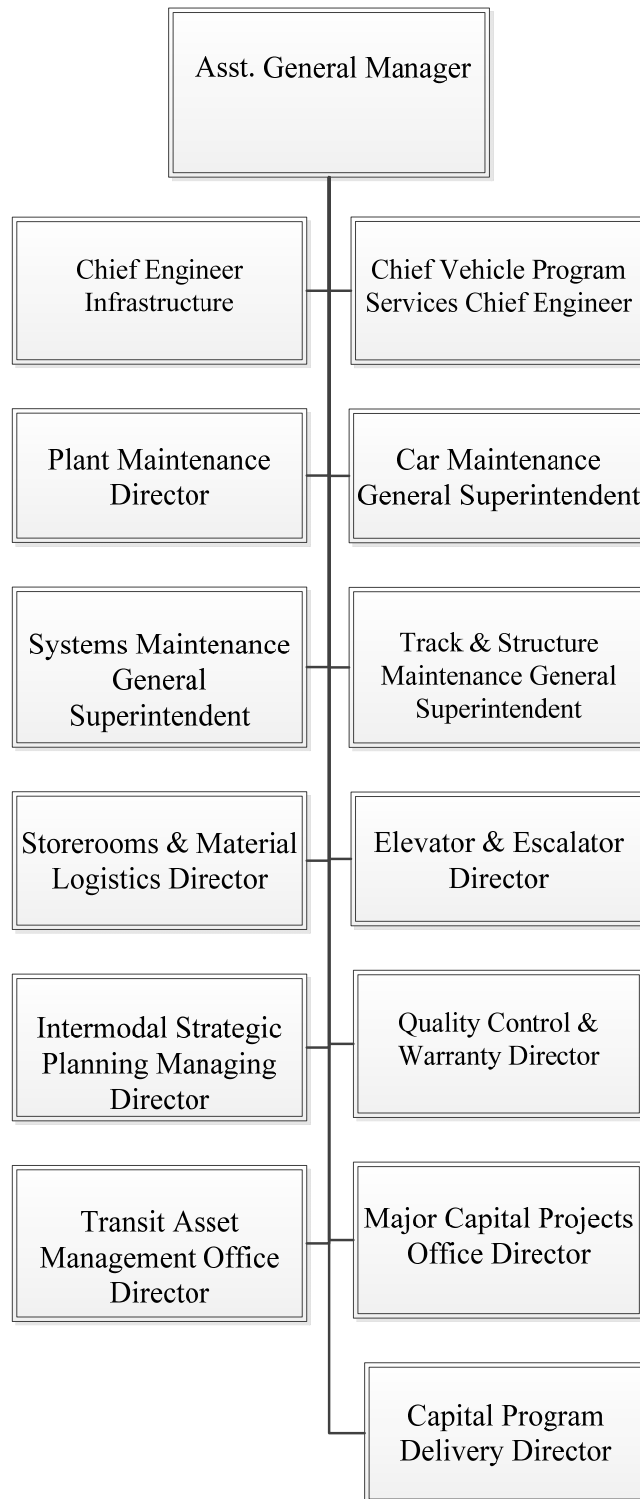 Asst. General Manager
Chief Engineer
Infrastructure
Chief Vehicle Program
Services Chief Engineer
Plant Maintenance
Director
Car Maintenance
General Superintendent
Systems Maintenance
General
Superintendent
Track & Structure
Maintenance General
Superintendent
Storerooms & Material
Logistics Director
Elevator & Escalator
Director
Intermodal Strategic
Planning Managing
Director
Quality Control &
Warranty Director
Transit Asset
Management Office
Director
Major Capital Projects
Office Director
Capital Program
Delivery Director